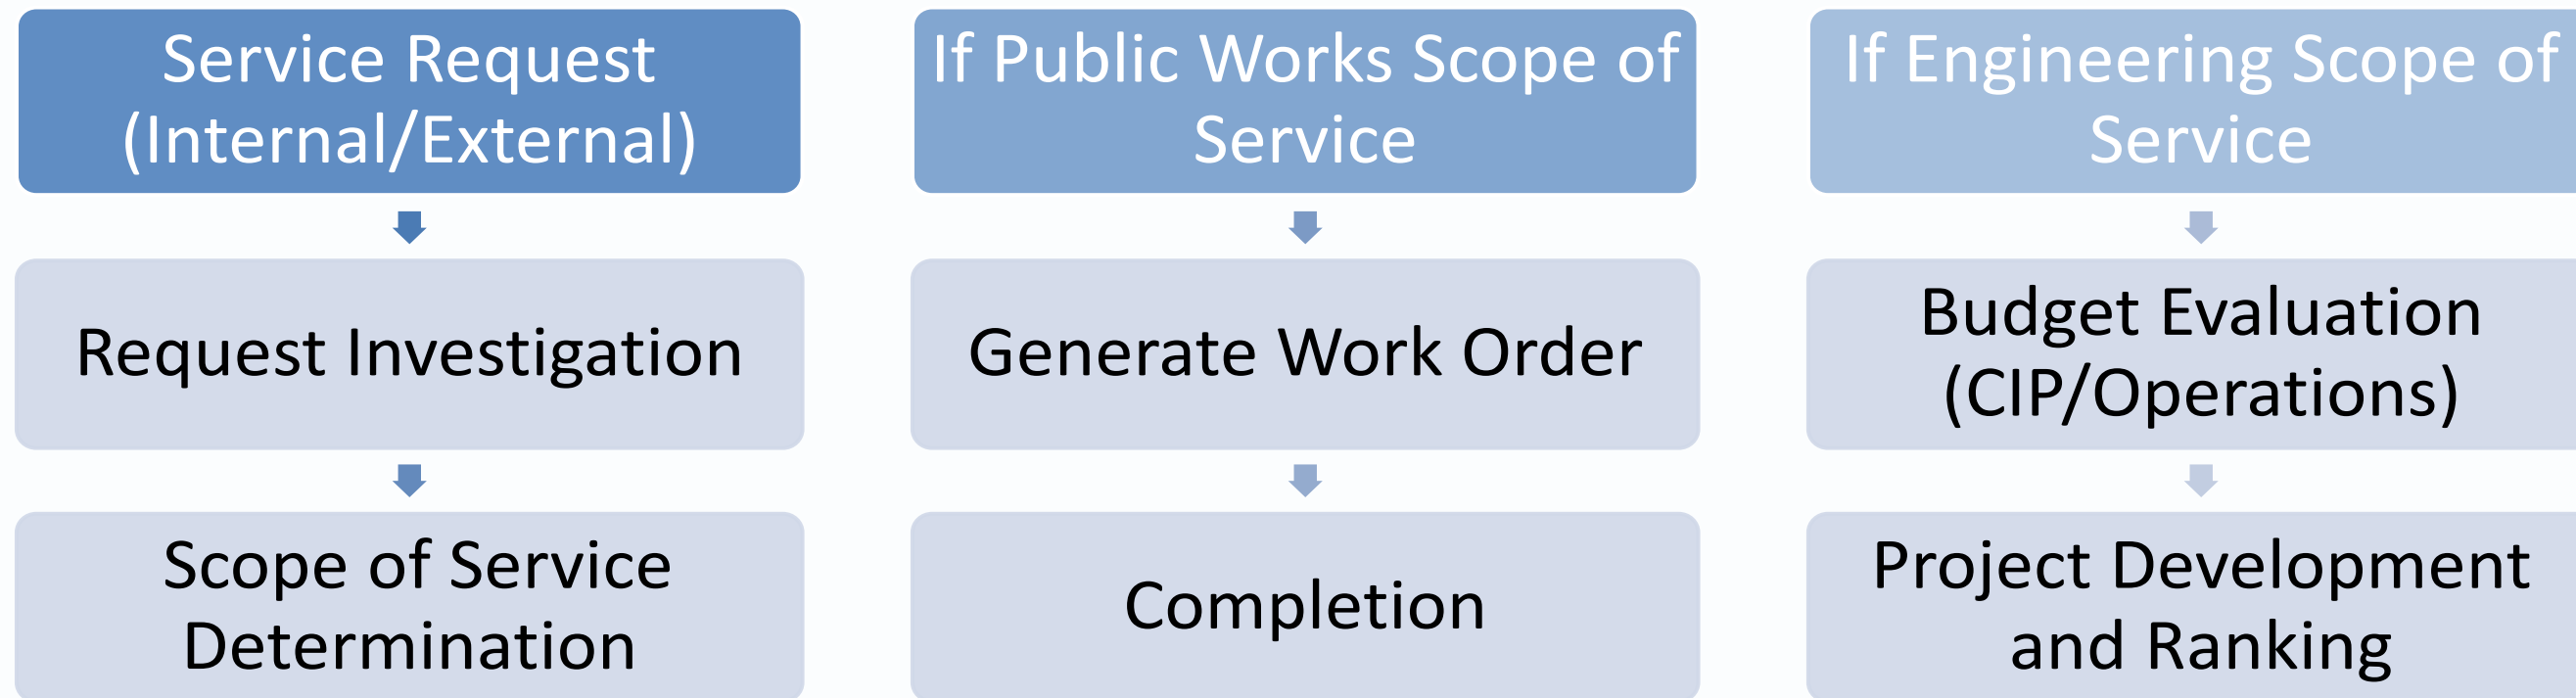 Service Request
(Internal/External)
Request Investigation
Scope of Service
Determination
If Public Works Scope of
Service
Generate Work Order
Completion
If Engineering Scope of
Service
Budget Evaluation
(CIP/Operations)
Project Development
and Ranking